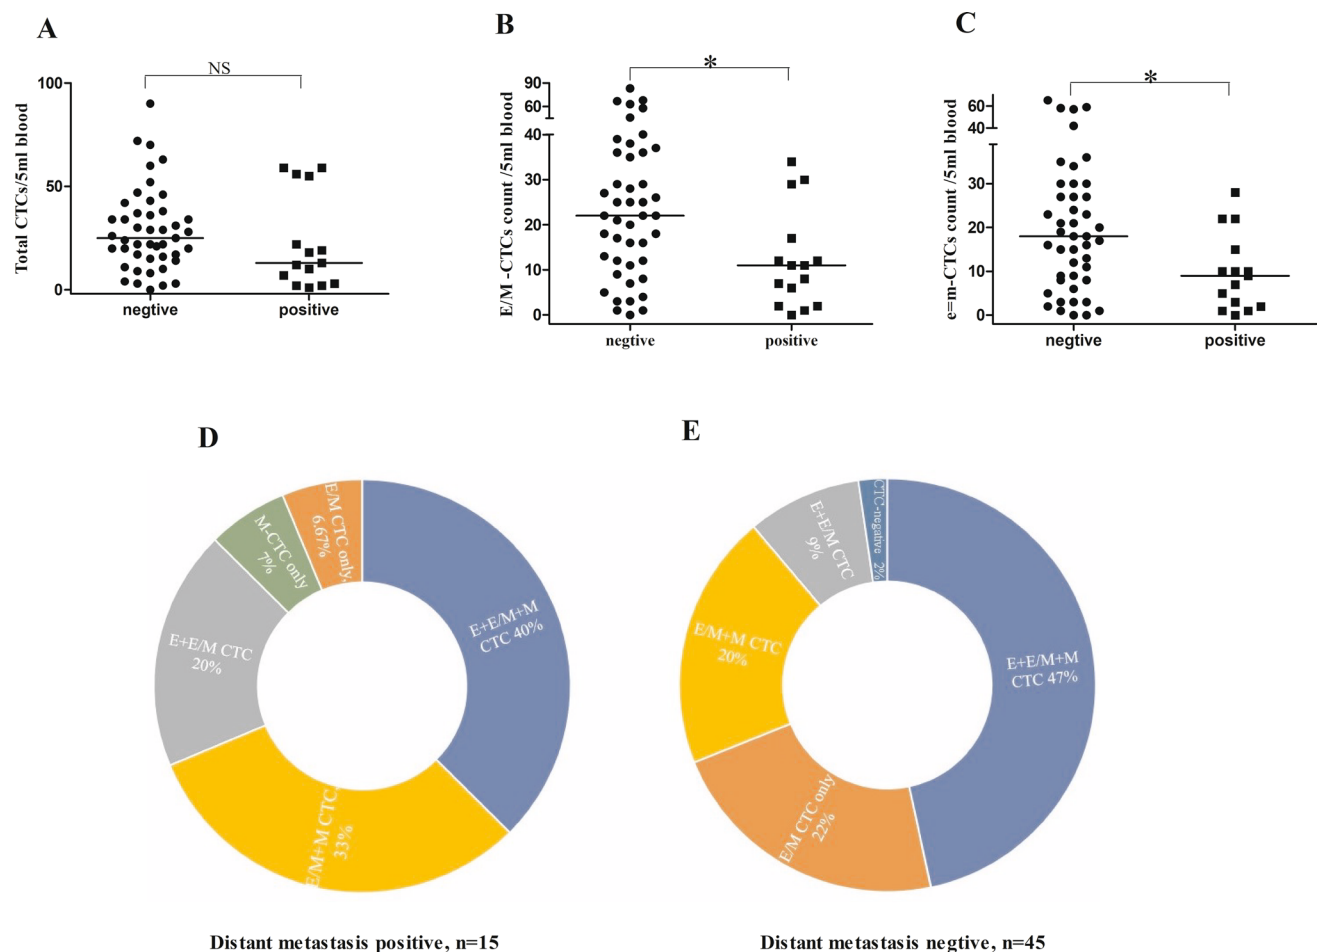 A
B
C
NS
*
*
Total CTCs/5ml blood
100
50
0
negtive
positive
E/M -CTCs count /5ml blood
90
60
30
40
30
20
10
0
negtive
positive
e=m-CTCs count /5ml blood
60
40
30
20
10
0
negtive
positive
D
E
E/M CTC only,
6.67%
M-CTC only
7%
E+E/M+M
CTC 40%
E+E/M CTC
20%
E/M+M CTC,
33%
CTC-negative 2%
E+E/M CTC
9%
E/M+M CTC
20%
E+E/M+M
CTC 47%
E/M CTC only
22%
Distant metastasis positive, n=15
Distant metastasis negtive, n=45